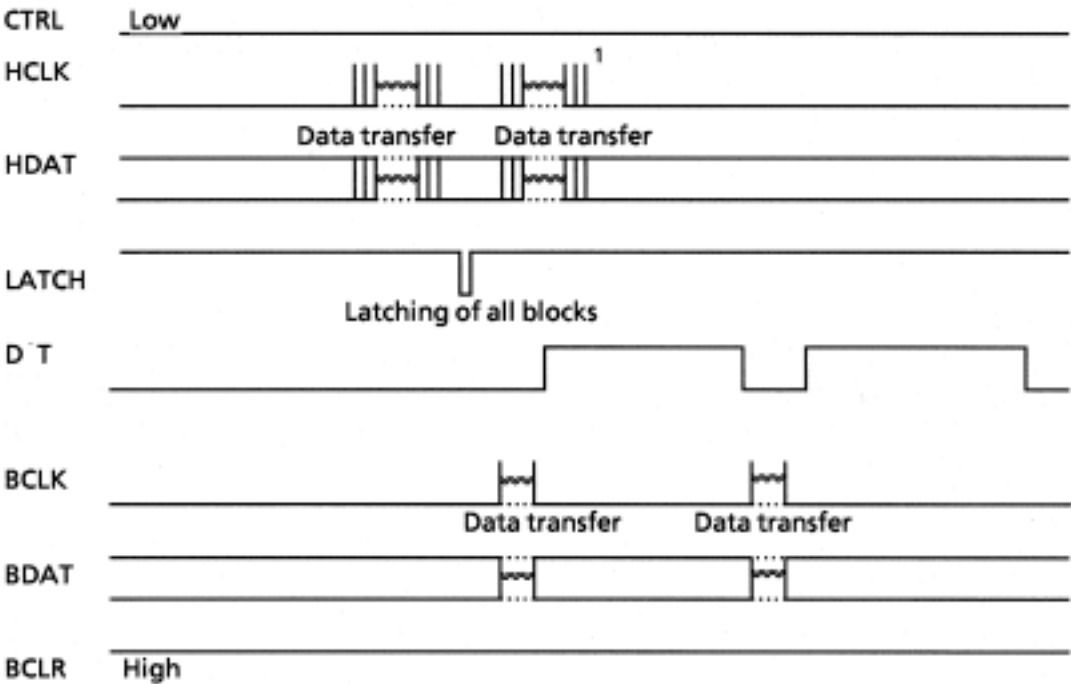 CTRL Low
HCLK 1
Data transfer Data transfer
HDAT
LATCH
Latching of all blocks
D T
BCLK
Data transfer Data transfer
BDAT
BCLR High